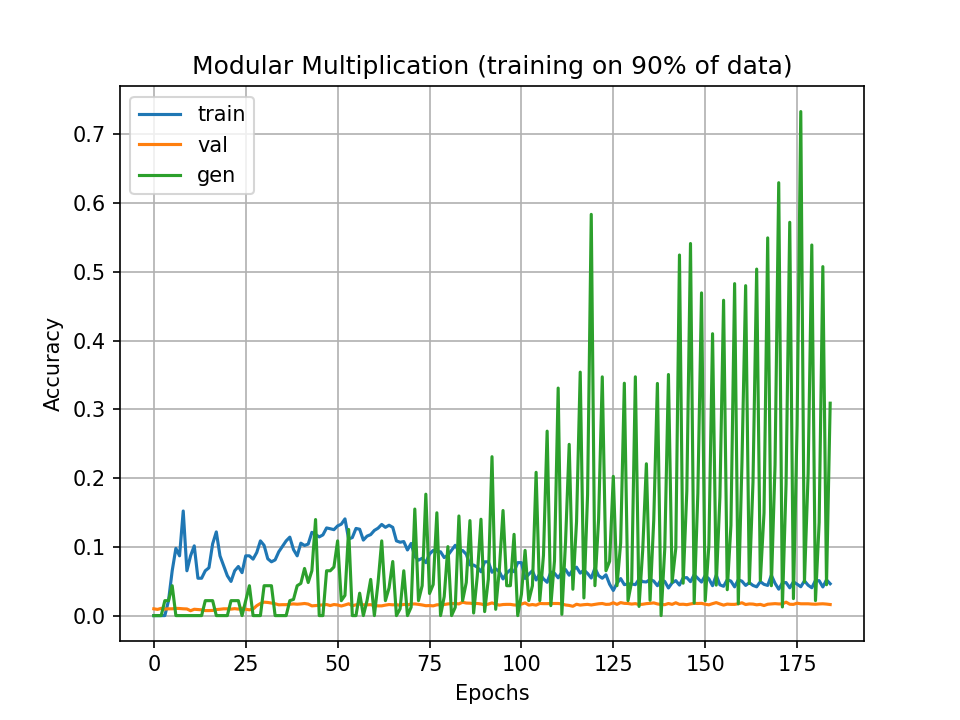 Modular Multiplication (training on 90% of data)
train
val
gen
Accuracy
0.7
0.6
0.5
0.4
0.3
0.2
0.1
0.0
0 25 50 75 100 125 150 175
Epochs